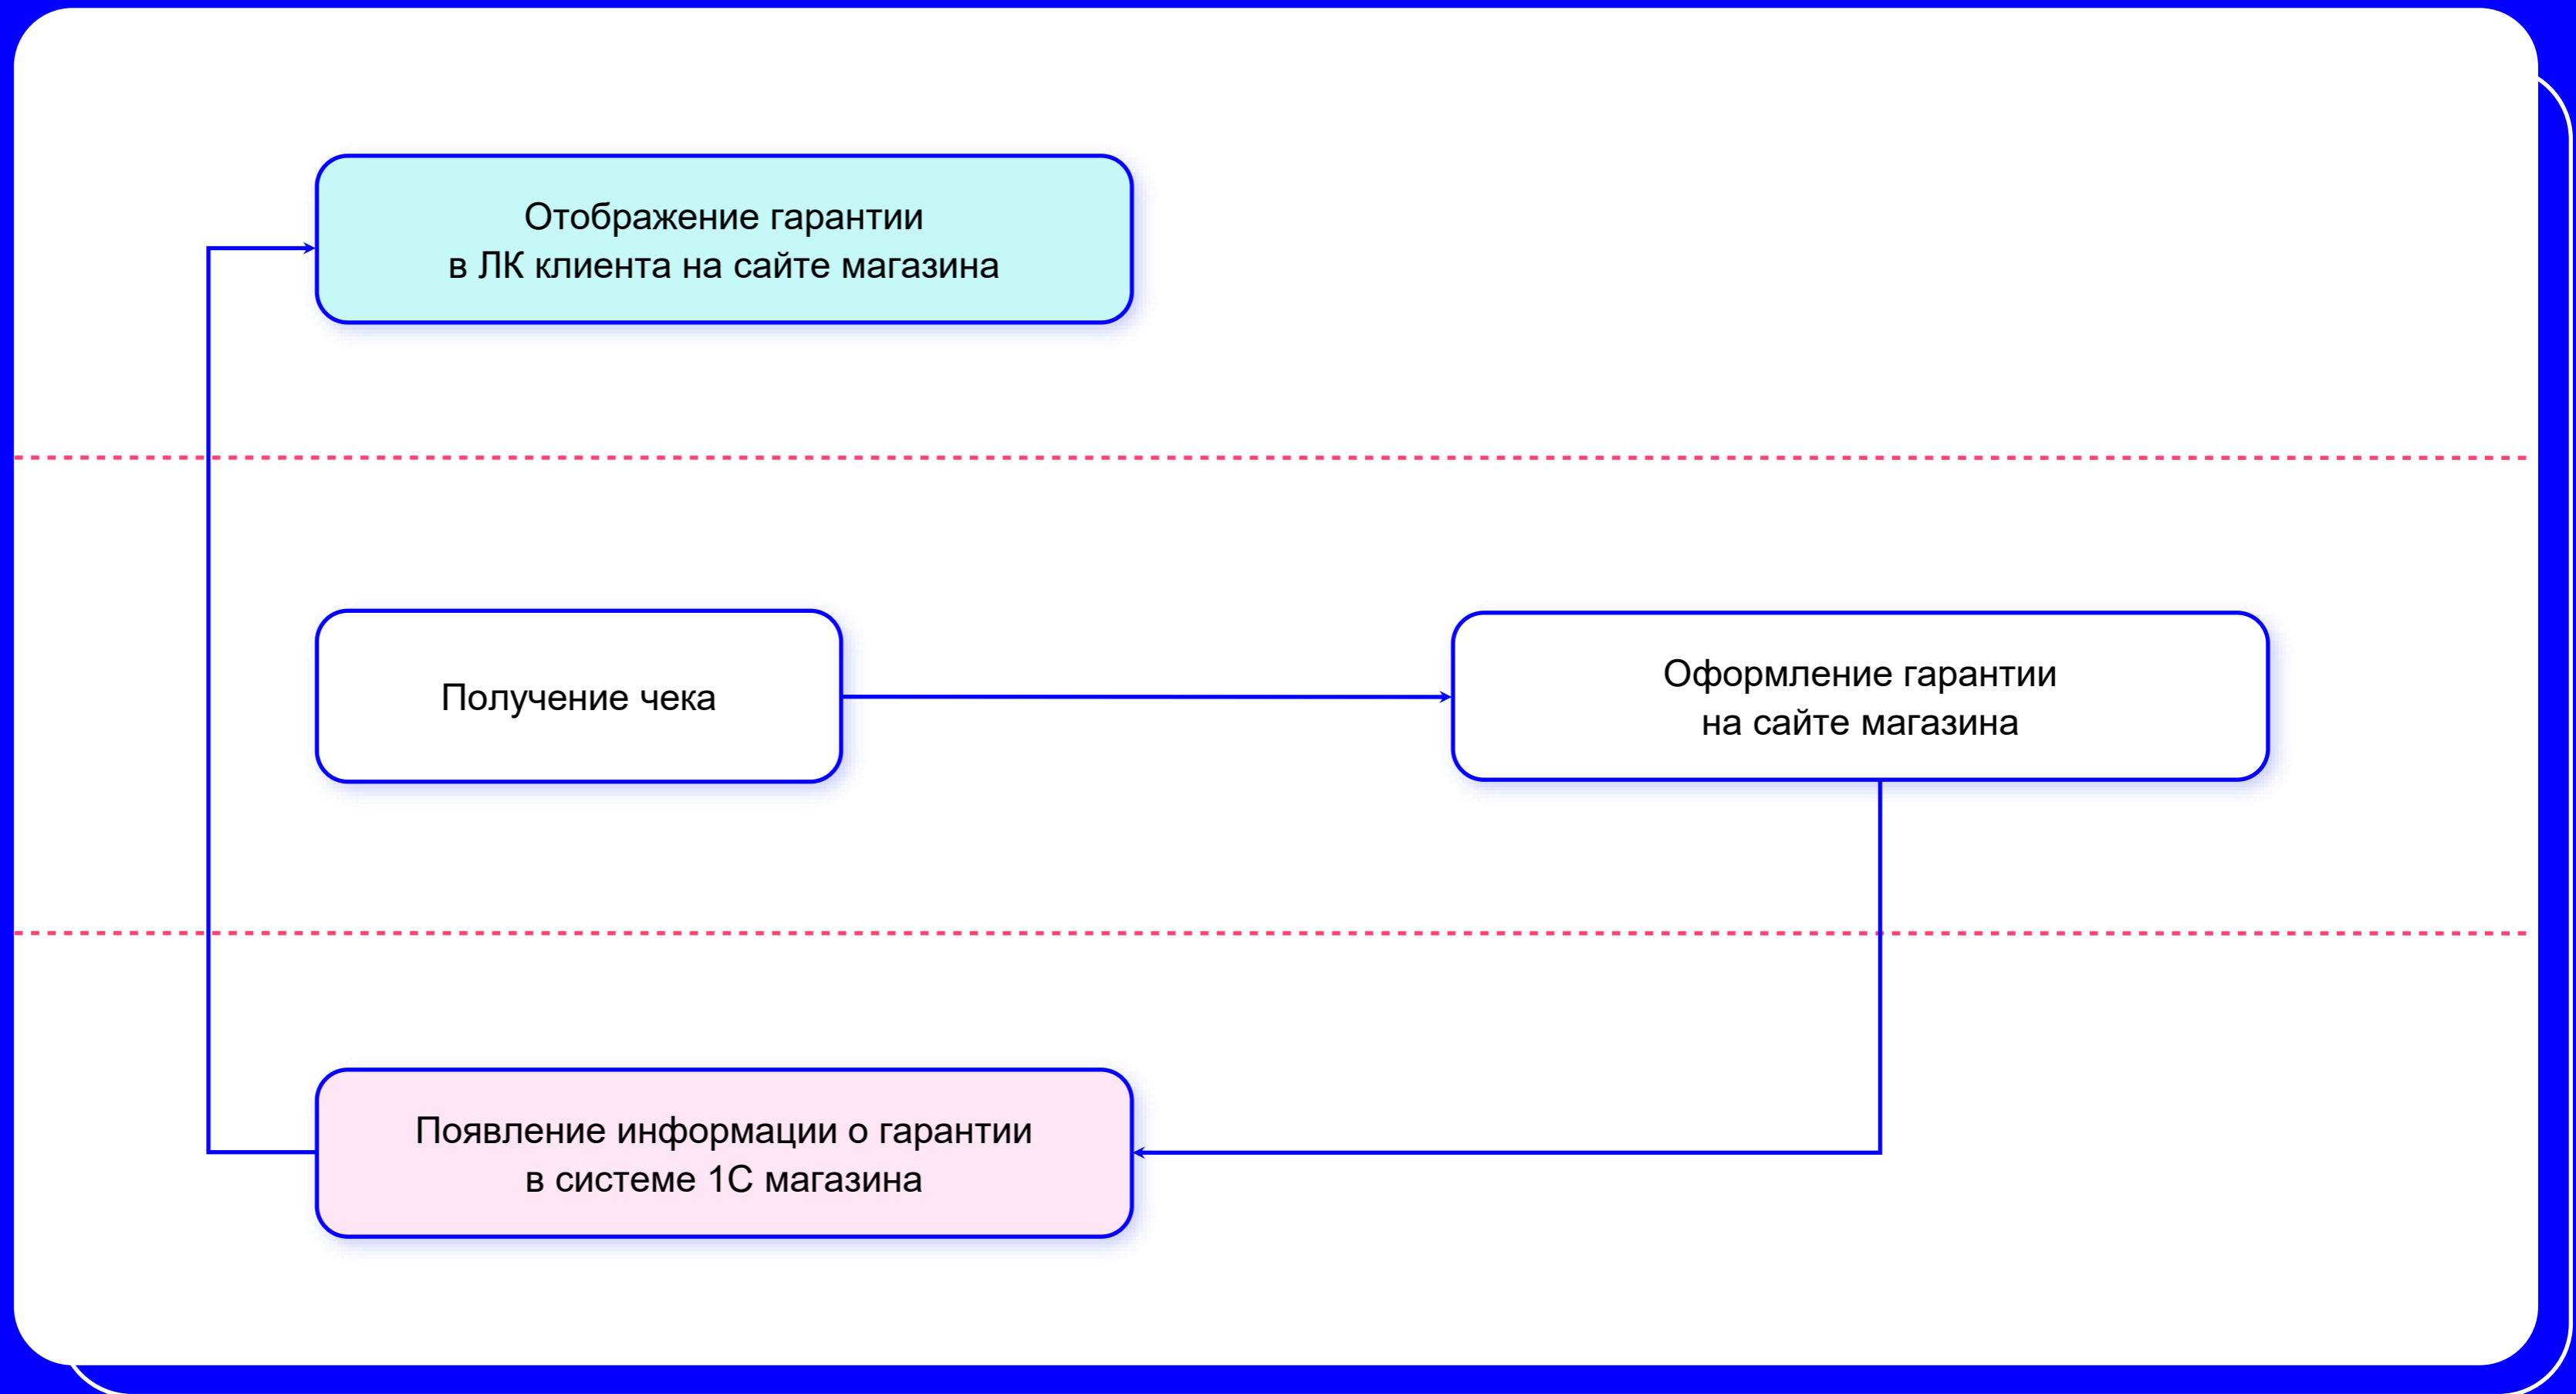 Отображение гарантии
в ЛК клиента на сайте магазина
Получение чека
Оформление гарантии
на сайте магазина
Появление информации о гарантии
в системе 1С магазина